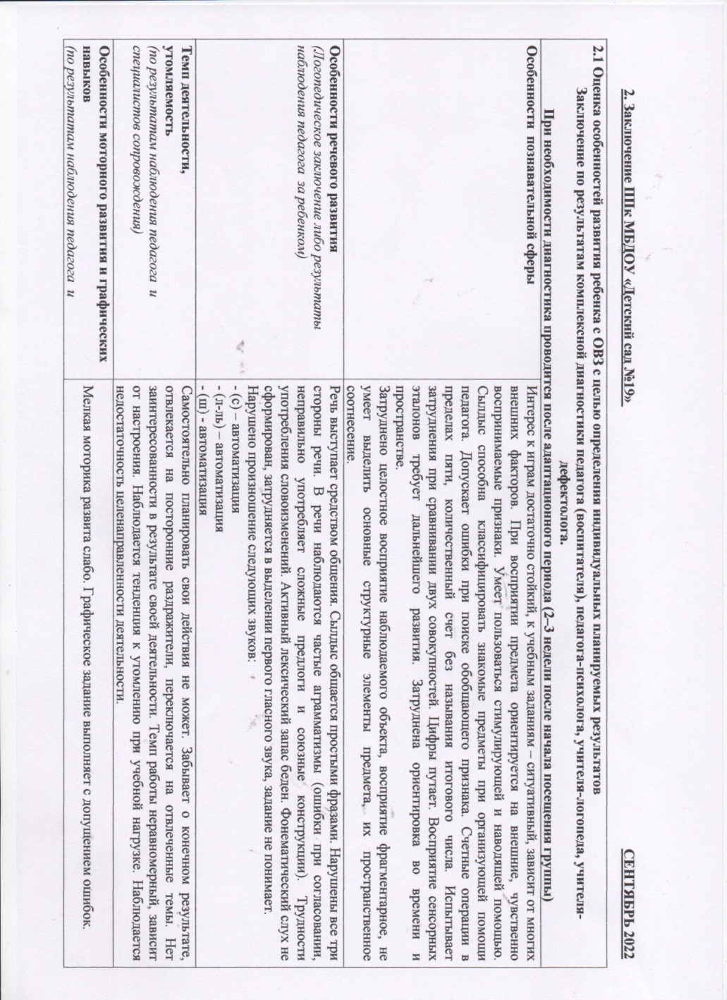 2. Заключение ППк МБДОУ «Детский сад №19»
СЕНТЯБРЬ 2022
2.1 Оценка особенностей развития ребенка с ОВЗ с целью определения индивидуальных планируемых результатов
Заключение по результатам комплексной диагностики педагога (воспитателя), педагога-психолога, учителя-логопеда, учителя-
дефектолога.
При необходимости диагностика проводится после адаптационного периода (2–3 недели после начала посещения группы)
Особенности познавательной сферы
Интерес к играм достаточно стойкий, к учебным заданиям – ситуативный, зависит от многих
внешних факторов. При восприятии предмета ориентируется на внешние, чувственно
воспринимаемые признаки. Умеет пользоваться стимулирующей и наводящей помощью.
Сылдыс способна классифицировать знакомые предметы при организующей помощи
педагога. Допускает ошибки при поиске обобщающего признака. Счетные операции в
пределах пяти, количественный счет без называния итогового числа. Испытывает
затруднения при сравнивании двух совокупностей. Цифры путает. Восприятие сенсорных
эталонов требует дальнейшего развития. Затруднена ориентировка во времени и
пространстве.
Затруднено целостное восприятие наблюдаемого объекта, восприятие фрагментарное, не
умеет выделить основные структурные элементы предмета, их пространственное
соотнесение.
Особенности речевого развития
(Логопедическое заключение либо результаты
наблюдения педагога за ребенком)
Речь выступает средством общения. Сылдыс общается простыми фразами. Нарушены все три
стороны речи. В речи наблюдаются частые аграмматизмы (ошибки при согласовании,
неправильно употребляет сложные предлоги и союзные конструкции). Трудности
употребления словоизменений. Активный лексический запас беден. Фонематический слух не
сформирован, затрудняется в выделении первого гласного звука, задание не понимает.
Нарушено произношение следующих звуков:
- (с) – автоматизация
- (л-ль) – автоматизация
- (ш) - автоматизация
Темп деятельности,
утомляемость
(по результатам наблюдения педагога и
специалистов сопровождения)
Самостоятельно планировать свои действия не может. Забывает о конечном результате,
отвлекается на посторонние раздражители, переключается на отвлеченные темы. Нет
заинтересованности в результате своей деятельности. Темп работы неравномерный, зависит
от настроения. Наблюдается тенденция к утомлению при учебной нагрузке. Наблюдается
недостаточность целенаправленности деятельности.
Особенности моторного развития и графических
навыков
(по результатам наблюдения педагога и
Мелкая моторика развита слабо. Графическое задание выполняет с допущением ошибок.